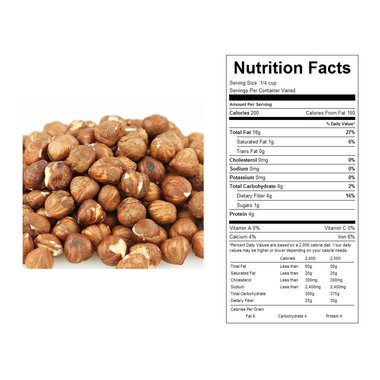 Nutrition Facts
Serving Size 1/4 cup
Servings Per Container Varied
Amount Per Serving
Calories 200 Calories From Fat 160
% Daily Value*
Total Fat 18g 27%
Saturated Fat 1g 6%
Trans Fat 0g
Cholesterol 0mg 0%
Sodium 0mg 0%
Potassium 0mg 0%
Total Carbohydrate 6g 2%
Dietary Fiber 4g 16%
Sugars 1g
Protein 4g
Vitamin A 0% Vitamin C 0%
Calcium 4% Iron 6%
*Percent Daily Values are based on a 2,000 calorie diet. Your daily
values may be higher or lower depending on your calorie needs:
Calories: 2,000 2,500
Total Fat Less than 65g 80g
Saturated Fat Less than 20g 25g
Cholesterol Less than 300mg 300mg
Sodium Less than 2,400mg 2,400mg
Total Carbohydrate 300g 375g
Dietary Fiber 25g 30g
Calories Per Gram
Fat 9 Carbohydrate 4 Protein 4